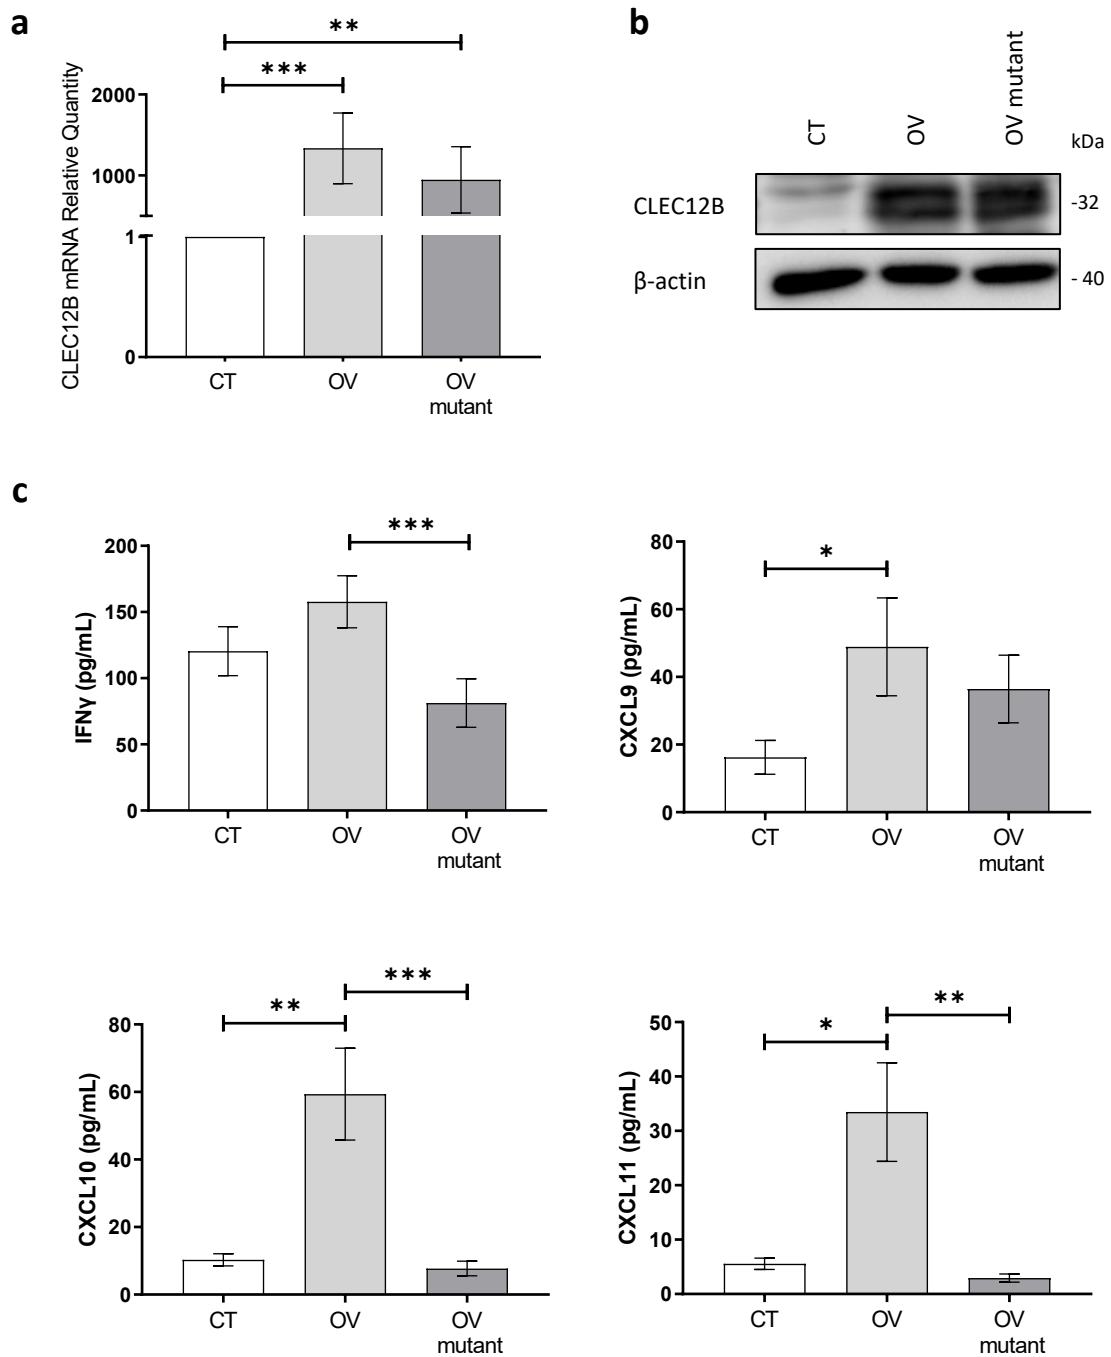 a
**
***
CLEC12B mRNA Relative Quantity
2000
1000
1
0
CT
OV
OV
mutant
b
CT
OV
OV mutant
kDa
CLEC12B
-32
β-actin
- 40
c
***
IFNγ (pg/mL)
200
150
100
50
0
CT
OV
OV
mutant
*
CXCL9 (pg/mL)
80
60
40
20
0
CT
OV
OV
mutant
***
**
CXCL10 (pg/mL)
80
60
40
20
0
CT
OV
OV
mutant
**
*
CXCL11 (pg/mL)
50
40
30
20
10
0
CT
OV
OV
mutant